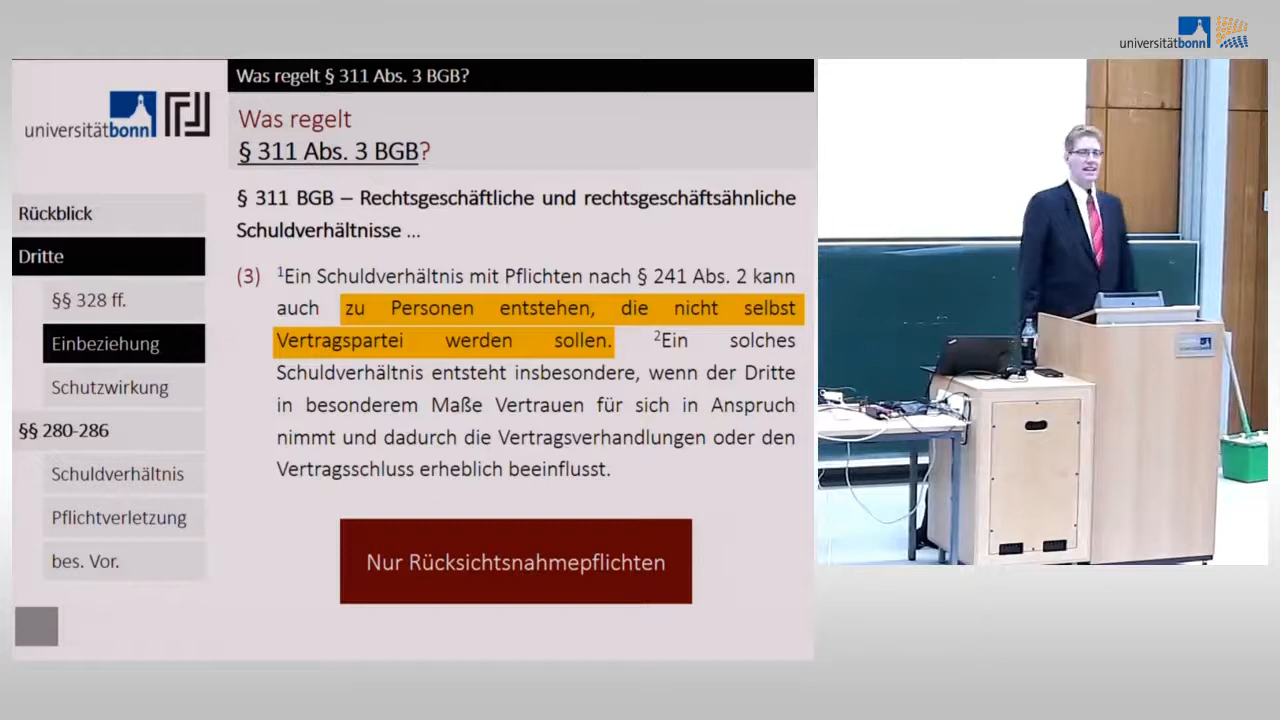 universitätbonn
Was regelt § 311 Abs. 3 BGB?
universitätbonn
Was regelt
§ 311 Abs. 3 BGB?
Rückblick
Dritte
§§ 328 ff.
Einbeziehung
Schutzwirkung
§§ 280-286
Schuldverhältnis
Pflichtverletzung
bes. Vor.
§ 311 BGB – Rechtsgeschäftliche und rechtsgeschäftsähnliche
Schuldverhältnisse ...
(3) ¹Ein Schuldverhältnis mit Pflichten nach § 241 Abs. 2 kann
auch zu Personen entstehen, die nicht selbst
Vertragspartei werden sollen. ²Ein solches
Schuldverhältnis entsteht insbesondere, wenn der Dritte
in besonderem Maße Vertrauen für sich in Anspruch
nimmt und dadurch die Vertragsverhandlungen oder den
Vertragsschluss erheblich beeinflusst.
Nur Rücksichtsnahmepflichten